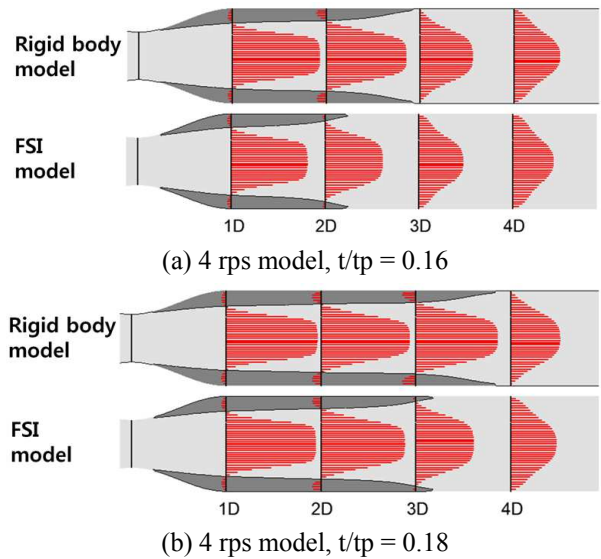 Rigid body
model
FSI
model
1D 2D 3D 4D
(a) 4 rps model, t/tp = 0.16
Rigid body
model
FSI
model
1D 2D 3D 4D
(b) 4 rps model, t/tp = 0.18